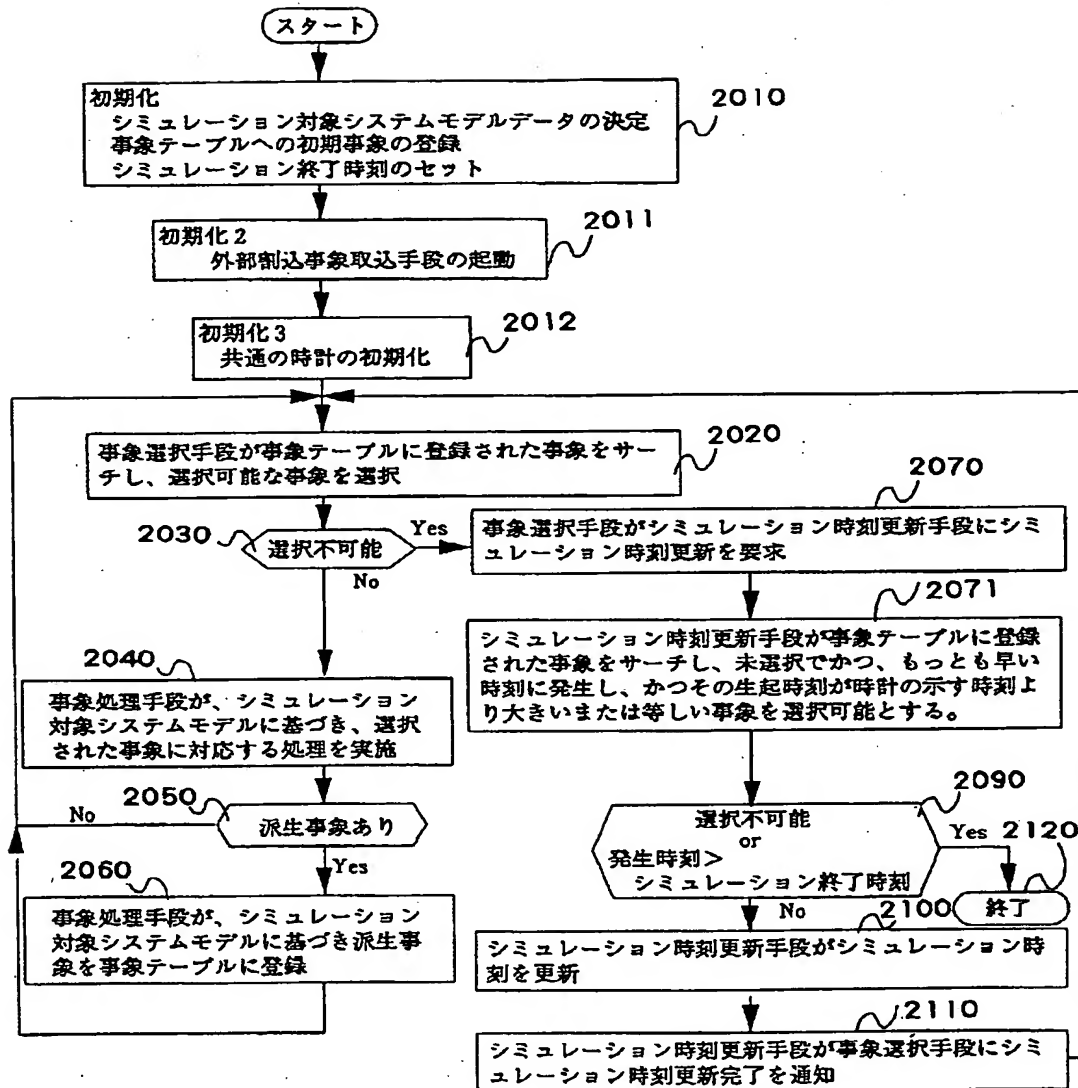 スタート
初期化
シミュレーション対象システムモデルデータの決定
事象テーブルへの初期事象の登録
シミュレーション終了時刻のセット
2010
初期化2
外部割込事象取込手段の起動
2011
初期化3
共通の時計の初期化
2012
事象選択手段が事象テーブルに登録された事象をサー
チし、選択可能な事象を選択
2020
2030
選択不可能
Yes
No
2070
事象選択手段がシミュレーション時刻更新手段にシミ
ュレーション時刻更新を要求
2071
シミュレーション時刻更新手段が事象テーブルに登録
された事象をサーチし、未選択でかつ、もっとも早い
時刻に発生し、かつその生起時刻が時計の示す時刻よ
り大きいまたは等しい事象を選択可能とする。
2040
事象処理手段が、シミュレーション
対象システムモデルに基づき、選択
された事象に対応する処理を実施
2050
No
派生事象あり
Yes
2060
事象処理手段が、シミュレーション
対象システムモデルに基づき派生事
象を事象テーブルに登録
2090
選択不可能
or
発生時刻>
シミュレーション終了時刻
Yes
2120
終了
No
2100
シミュレーション時刻更新手段がシミュレーション時
刻を更新
2110
シミュレーション時刻更新手段が事象選択手段にシミ
ュレーション時刻更新完了を通知